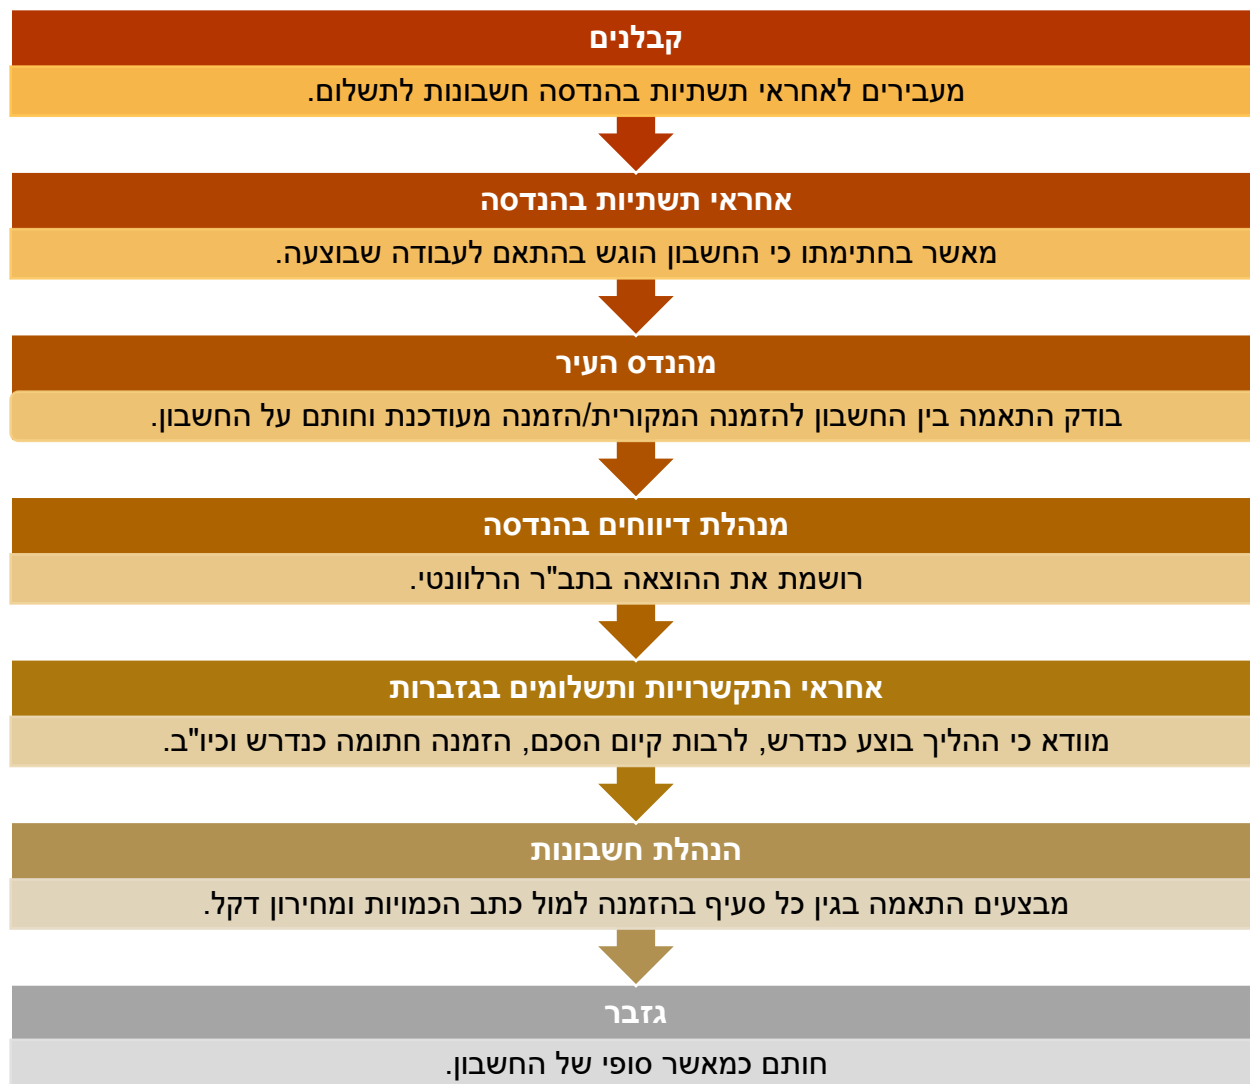 קבלנים
מעבירים לאחראי תשתיות בהנדסה חשבונות לתשלום.
אחראי תשתיות בהנדסה
מאשר בחתימתו כי החשבון הוגש בהתאם לעבודה שבוצעה.
מהנדס העיר
בודק התאמה בין החשבון להזמנה המקורית/הזמנה מעודכנת וחותם על החשבון.
מנהלת דיווחים בהנדסה
רושמת את ההוצאה בתב"ר הרלוונטי.
אחראי התקשרויות ותשלומים בגזברות
מוודא כי ההליך בוצע כנדרש, לרבות קיום הסכם, הזמנה חתומה כנדרש וכיו"ב.
הנהלת חשבונות
מבצעים התאמה בגין כל סעיף בהזמנה למול כתב הכמויות ומחירון דקל.
גזבר
חותם כמאשר סופי של החשבון.